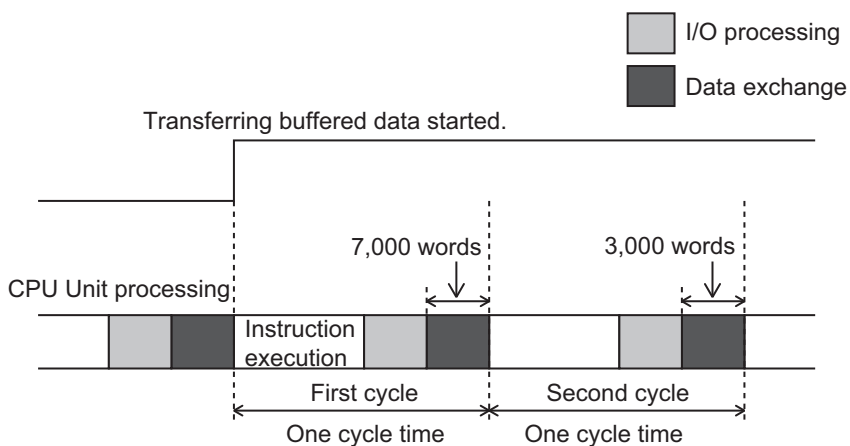 I/O processing
Data exchange
Transferring buffered data started.
7,000 words
3,000 words
CPU Unit processing
Instruction
execution
First cycle
Second cycle
One cycle time
One cycle time